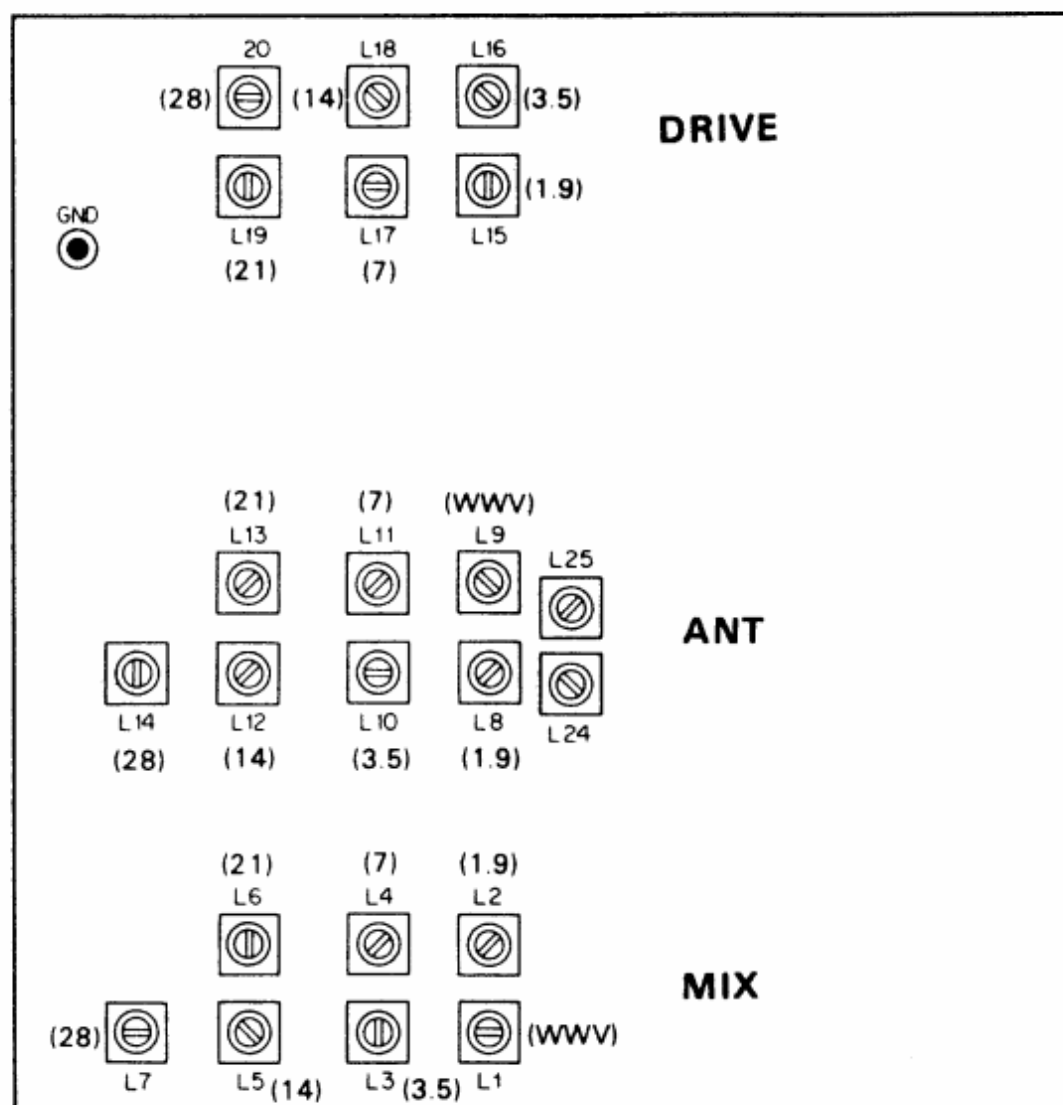 20 L18 L16
(28) (14) (3.5)
DRIVE
(1.9)
GND
L19 L17 L15
(21) (7)
(21) (7) (WWV)
L13 L11 L9
L25
ANT
L14 L12 L10 L8 L24
(28) (14) (3.5) (1.9)
(21) (7) (1.9)
L6 L4 L2
MIX
(28) (WWV)
L7 L5 (14) L3 (3.5) L1